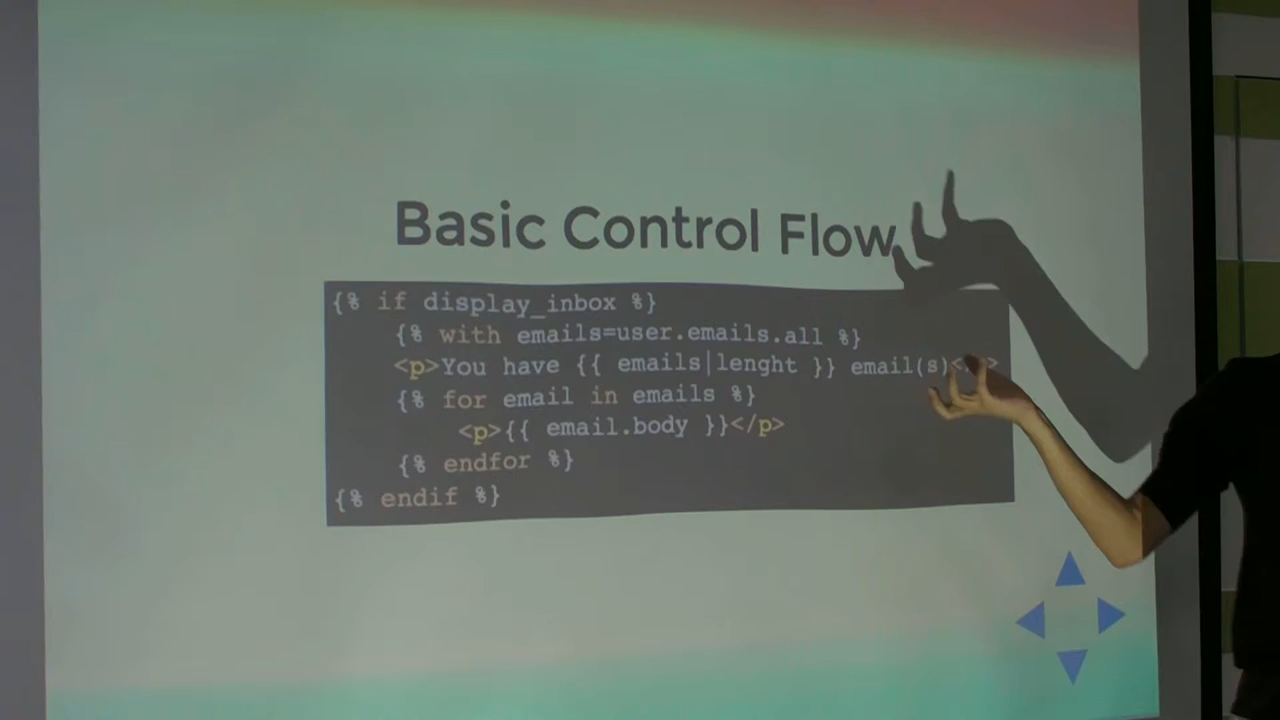 Basic Control Flow
{% if display_inbox %}
{% with emails=user.emails.all %}
<p>You have {{ emails|lenght }} email(s)
{% for email in emails %}
<p>{{ email.body }}</p>
{% endfor %}
{% endif %}